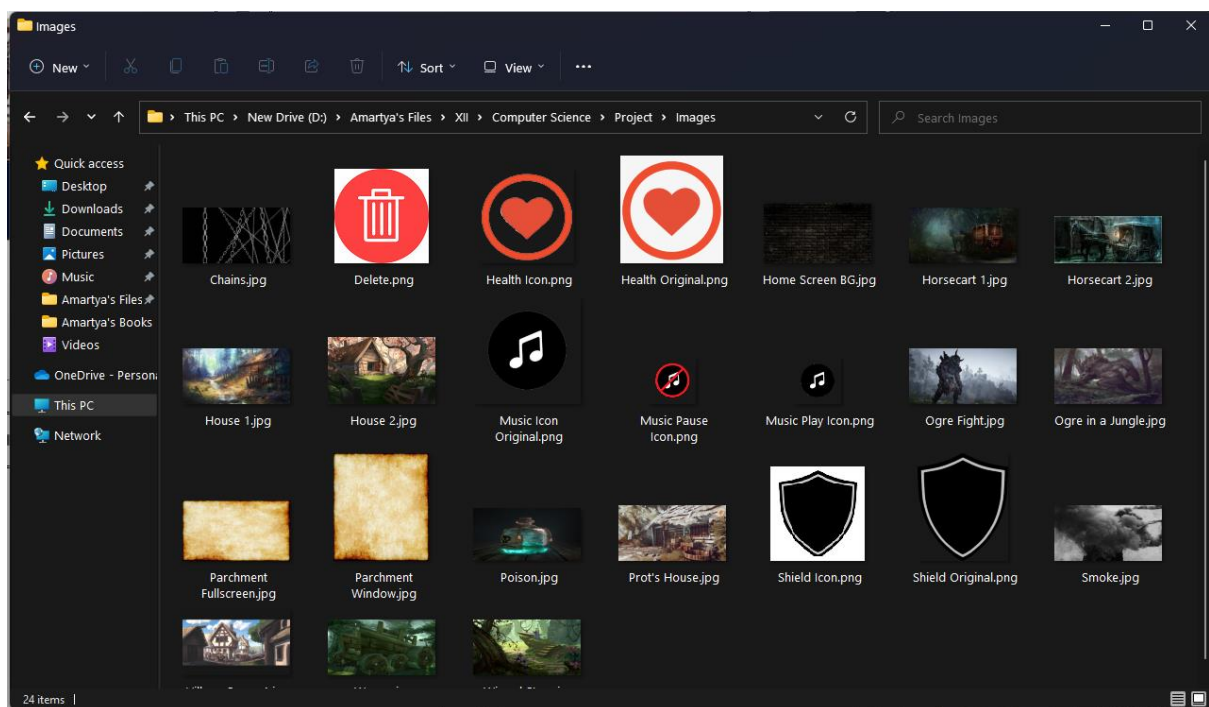 Images
New
Sort
View
This PC > New Drive (D:) > Amartya's Files > XII > Computer Science > Project > Images
Search Images
Quick access
Desktop
Downloads
Documents
Pictures
Music
Amartya's Files
Amartya's Books
Videos
OneDrive - Persona
This PC
Network
Chains.jpg
Delete.png
Health Icon.png
Health Original.png
Home Screen BG.jpg
Horsecart 1.jpg
Horsecart 2.jpg
House 1.jpg
House 2.jpg
Music Icon
Original.png
Music Pause
Icon.png
Music Play Icon.png
Ogre Fight.jpg
Ogre in a Jungle.jpg
Parchment
Fullscreen.jpg
Parchment
Window.jpg
Poison.jpg
Prot's House.jpg
Shield Icon.png
Shield Original.png
Smoke.jpg
24 items